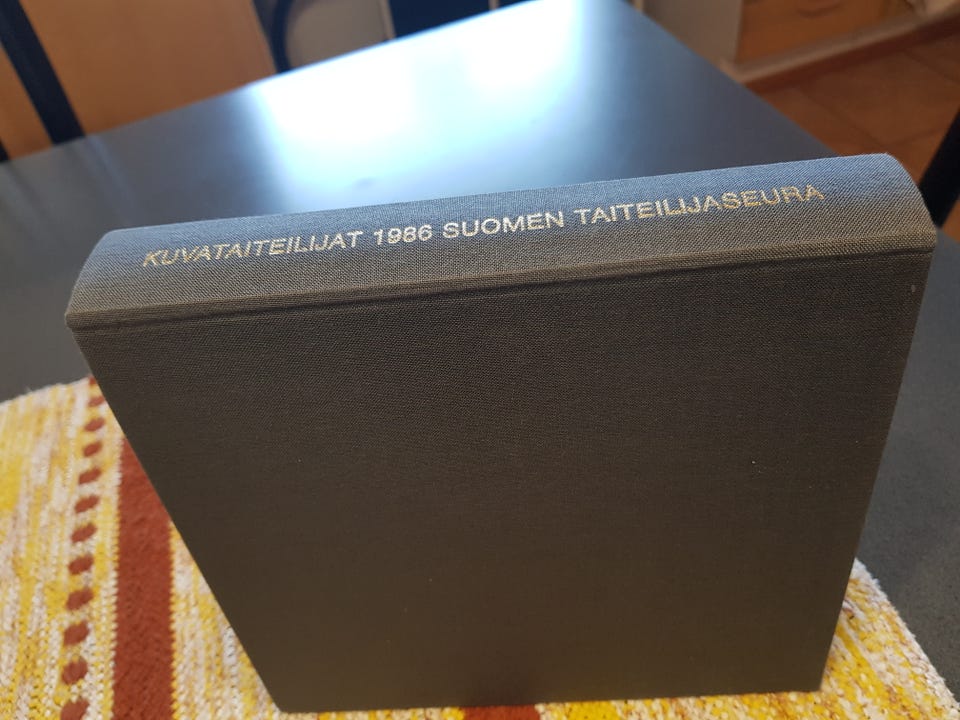 KUVATAITEILIJAT 1986 SUOMEN TAITEILIJASEURA